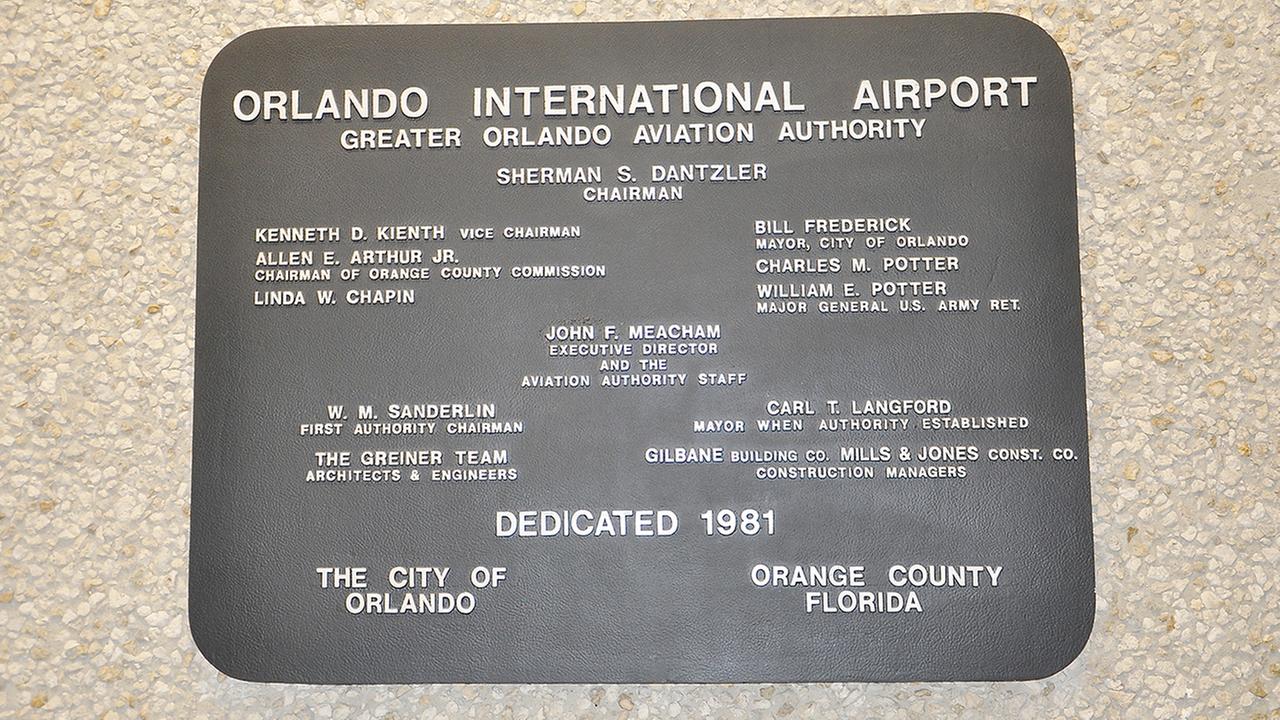 ORLANDO INTERNATIONAL AIRPORT
GREATER ORLANDO AVIATION AUTHORITY
SHERMAN S. DANTZLER
CHAIRMAN
KENNETH D. KIENTH VICE CHAIRMAN
ALLEN E. ARTHUR JR.
CHAIRMAN OF ORANGE COUNTY COMMISSION
LINDA W. CHAPIN
BILL FREDERICK
MAYOR, CITY OF ORLANDO
CHARLES M. POTTER
WILLIAM E. POTTER
MAJOR GENERAL U.S. ARMY RET.
JOHN F. MEACHAM
EXECUTIVE DIRECTOR
AND THE
AVIATION AUTHORITY STAFF
W. M. SANDERLIN
FIRST AUTHORITY CHAIRMAN
THE GREINER TEAM
ARCHITECTS & ENGINEERS
CARL T. LANGFORD
MAYOR WHEN AUTHORITY ESTABLISHED
GILBANE BUILDING CO. MILLS & JONES CONST. CO.
CONSTRUCTION MANAGERS
DEDICATED 1981
THE CITY OF
ORLANDO
ORANGE COUNTY
FLORIDA